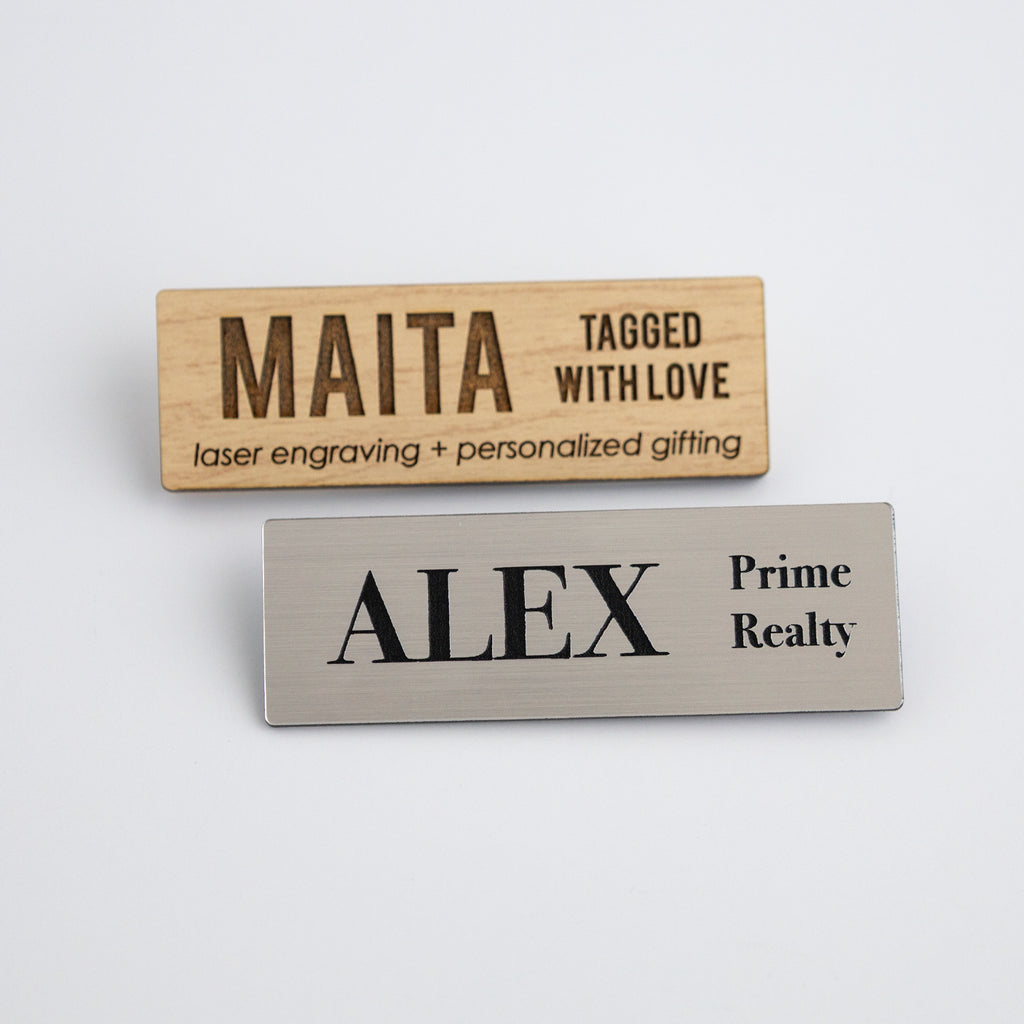 MAITA
TAGGED
WITH LOVE
laser engraving + personalized gifting
ALEX
Prime
Realty